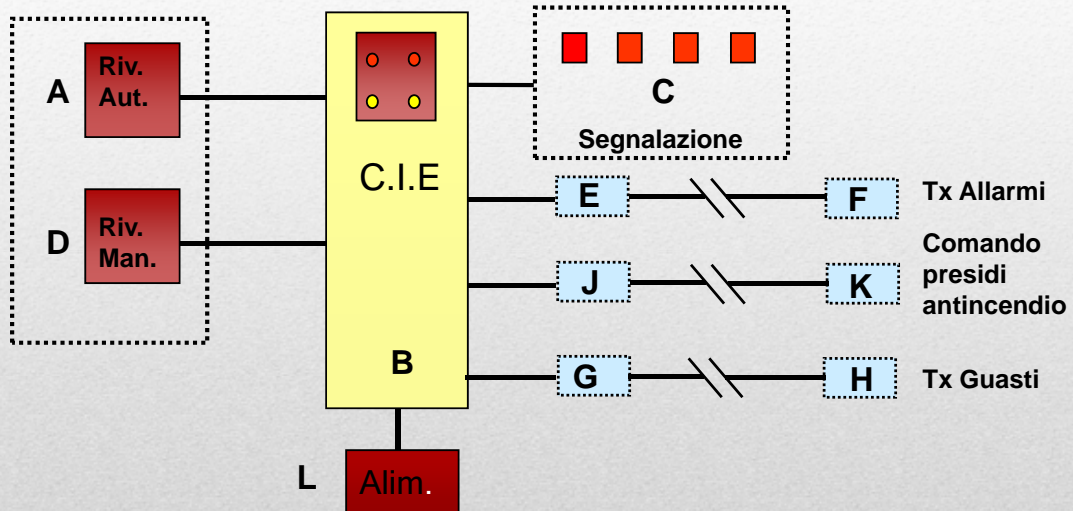 A
Riv.
Aut.
D
Riv.
Man.
C.I.E
B
L
Alim.
C
Segnalazione
E
F
Tx Allarmi
J
K
Comando
presidi
antincendio
G
H
Tx Guasti